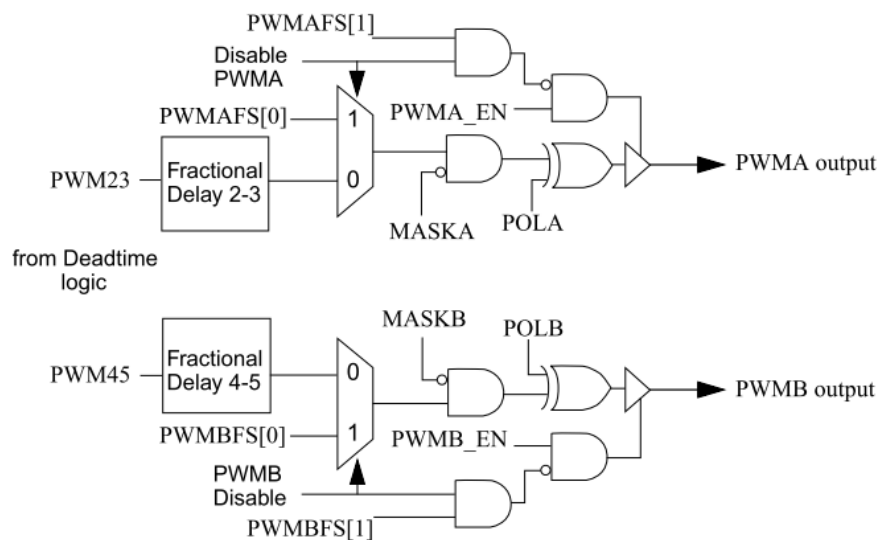 PWMAFS[1]
Disable
PWMA
PWMAFS[0]
1
PWMA_EN
PWM23
Fractional
Delay 2-3
0
PWMA output
MASKA
POLA
from Deadtime
logic
MASKB
POLB
PWM45
Fractional
Delay 4-5
0
PWMB output
PWMBFS[0]
1
PWMB_EN
PWMB
Disable
PWMBFS[1]